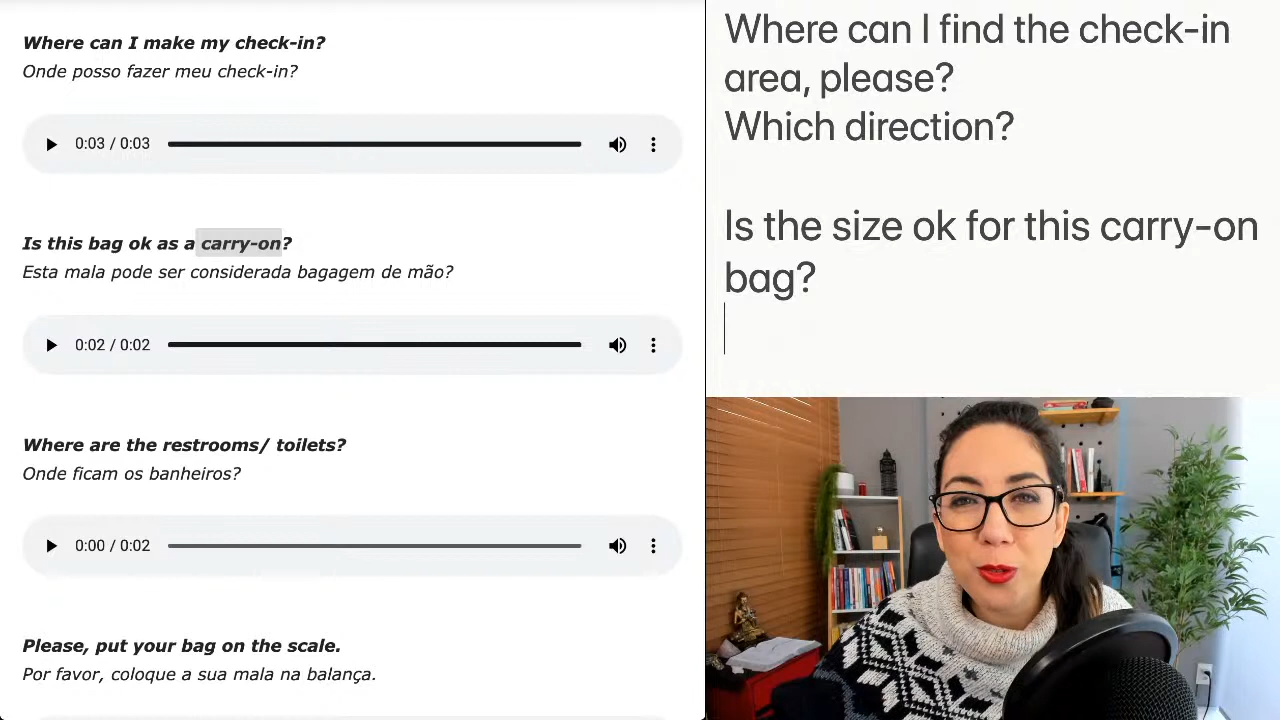 Where can I make my check-in?
Onde posso fazer meu check-in?
0:03 / 0:03
Is this bag ok as a carry-on?
Esta mala pode ser considerada bagagem de mão?
0:02 / 0:02
Where are the restrooms/ toilets?
Onde ficam os banheiros?
0:00 / 0:02
Please, put your bag on the scale.
Por favor, coloque a sua mala na balança.
Where can I find the check-in
area, please?
Which direction?
Is the size ok for this carry-on
bag?